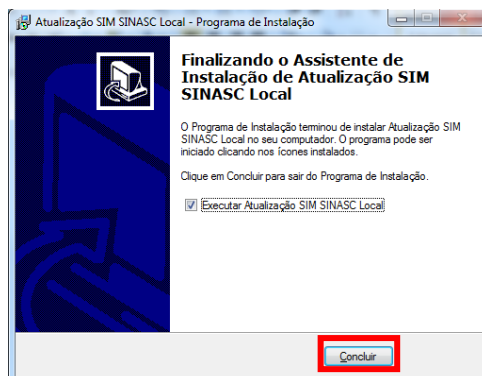 Atualização SIM SINASC Local - Programa de Instalação
Finalizando o Assistente de
Instalação de Atualização SIM
SINASC Local
O Programa de Instalação terminou de instalar Atualização SIM
SINASC Local no seu computador. O programa pode ser
iniciado clicando nos ícones instalados.
Clique em Concluir para sair do Programa de Instalação.
Executar Atualização SIM SINASC Local
Concluir